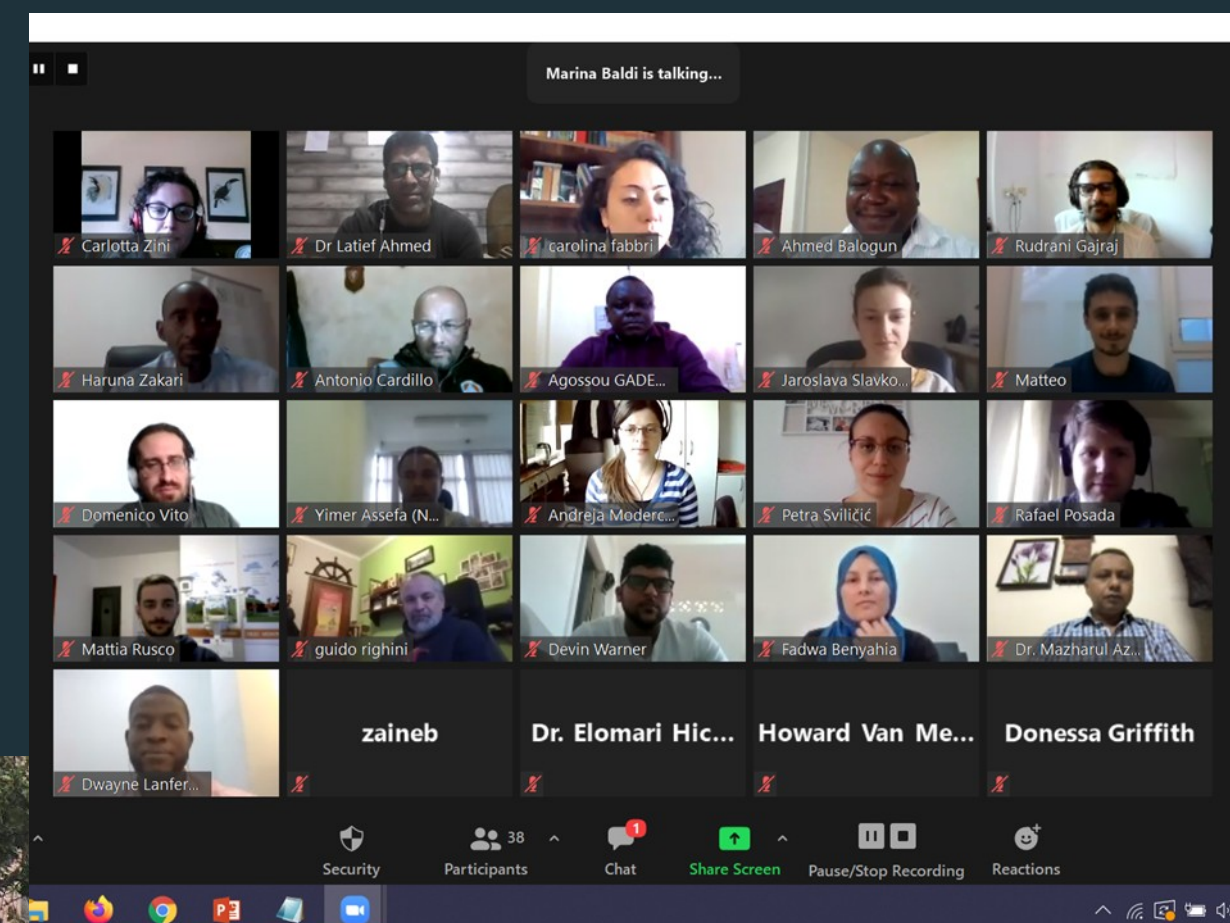 Marina Baldi is talking...
Carlotta Zini
Dr Latief Ahmed
carolina fabbri
Ahmed Balogun
Rudrani Gajraj
Haruna Zakari
Antonio Cardillo
Agossou GADE...
Jaroslava Slavko...
Matteo
Domenico Vito
Yimer Assefa (N...
Andreja Moderc...
Petra Sviličić
Rafael Posada
Mattia Rusco
guido righini
Devin Warner
Fadwa Benyahia
Dr. Mazharul Az...
Dwayne Lanfer...
zaineb
Dr. Elomari Hic...
Howard Van Me...
Donessa Griffith
38
1
Security
Participants
Chat
Share Screen
Pause/Stop Recording
Reactions